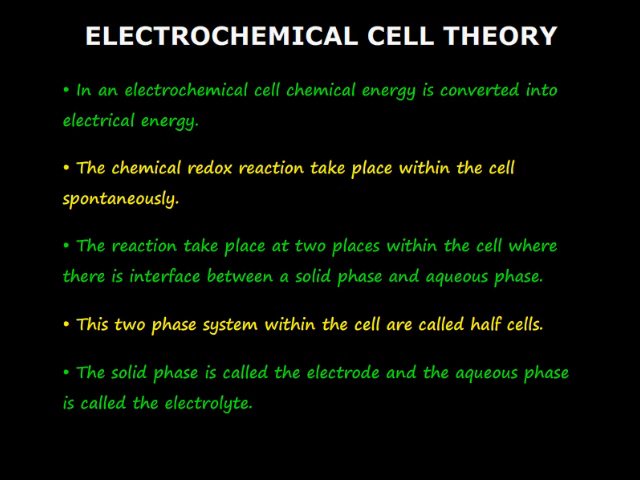 ELECTROCHEMICAL CELL THEORY
• In an electrochemical cell chemical energy is converted into
electrical energy.
• The chemical redox reaction take place within the cell
spontaneously.
• The reaction take place at two places within the cell where
there is interface between a solid phase and aqueous phase.
• This two phase system within the cell are called half cells.
• The solid phase is called the electrode and the aqueous phase
is called the electrolyte.